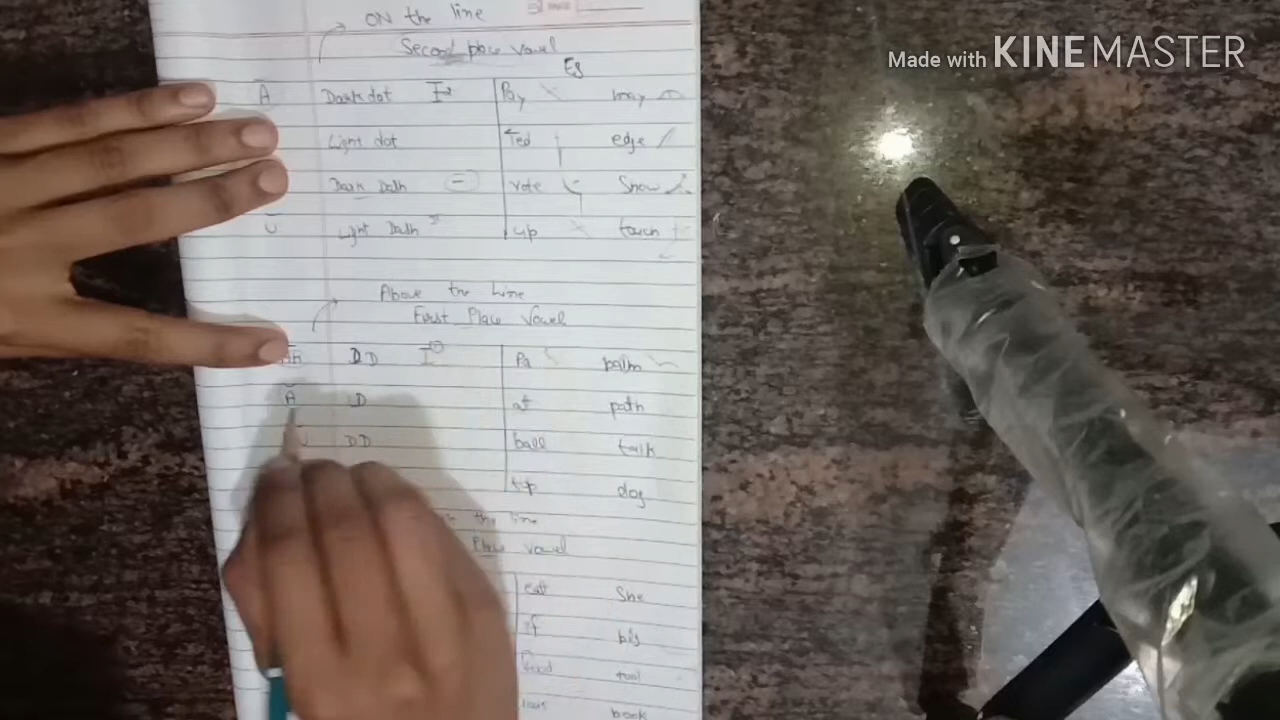 ON the line
Second place vowel
Eg
Ā Dark dot Pay may
Light dot Ted edge
Dark Dash vote Show
Ŭ Light Dash up touch
Above the Line
First Place Vowel
DD Pa palm
Ă D at path
DD ball talk
top dog
the line
Place vowel
eat She
if pig
food tool
book
Made with KINEMASTER